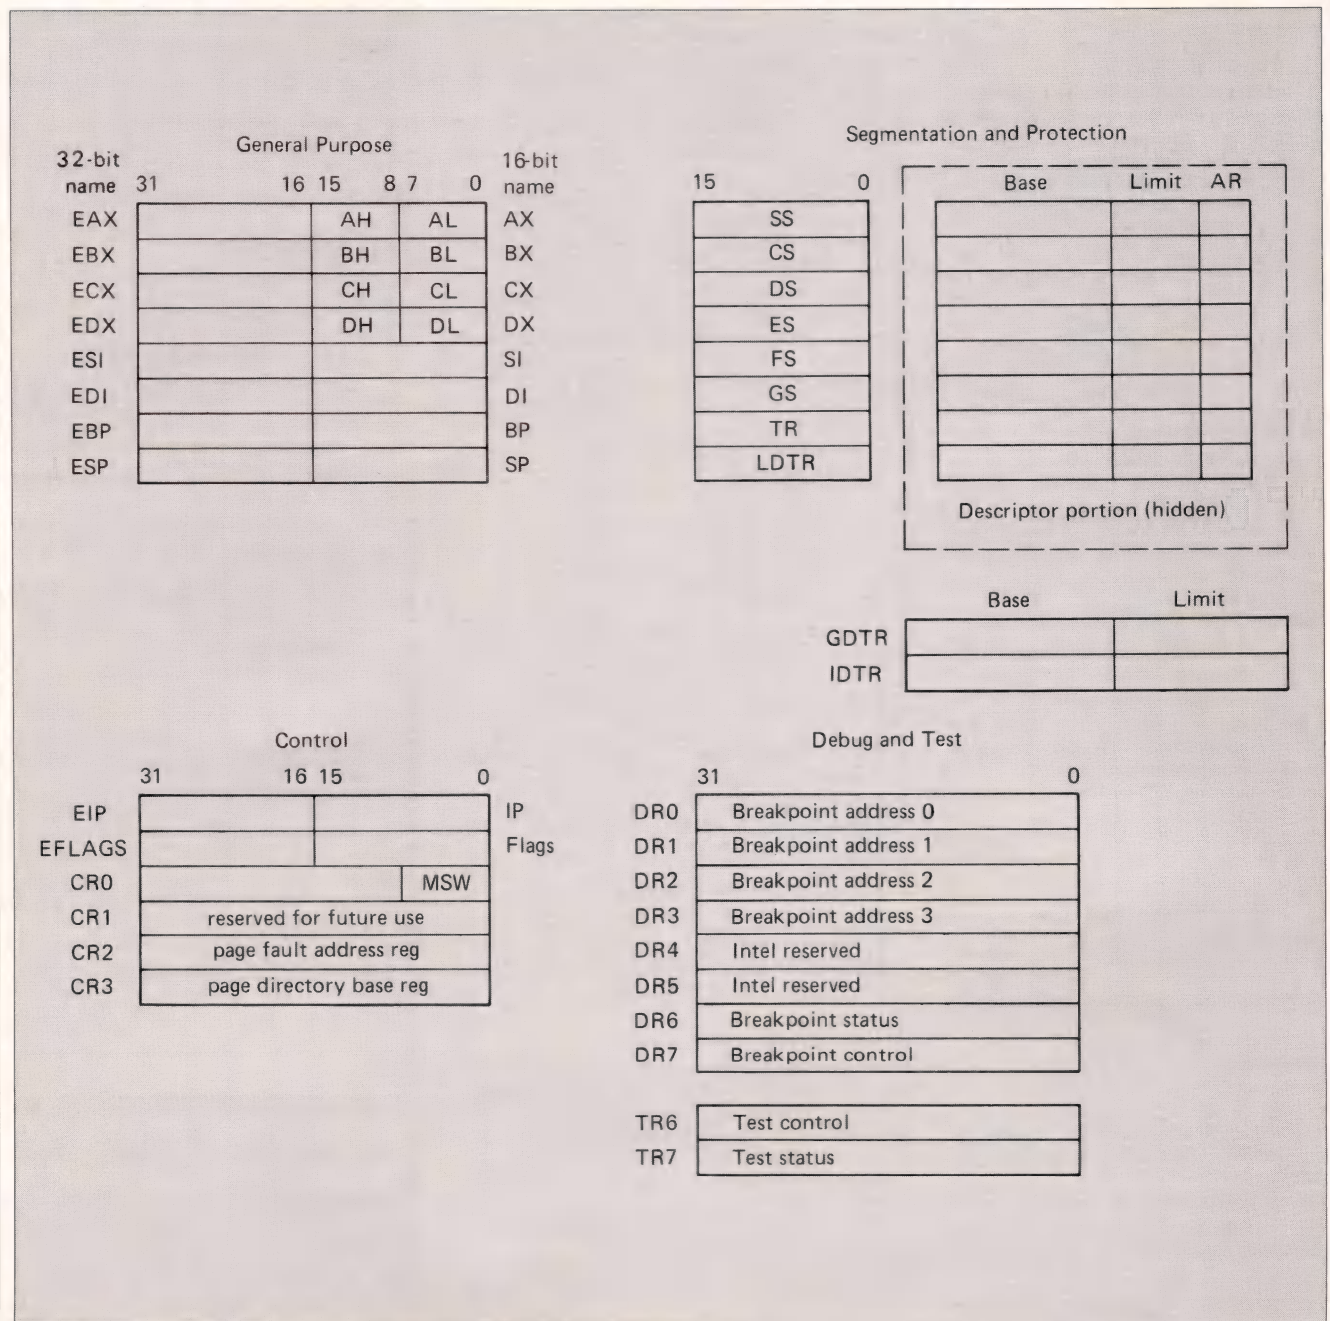 General Purpose
32-bit name 31 16 15 8 7 0 16-bit name
EAX AH AL AX
EBX BH BL BX
ECX CH CL CX
EDX DH DL DX
ESI SI
EDI DI
EBP BP
ESP SP
Segmentation and Protection
15 0 Base Limit AR
SS
CS
DS
ES
FS
GS
TR
LDTR
Descriptor portion (hidden)
Base Limit
GDTR
IDTR
Control
31 16 15 0
EIP IP
EFLAGS Flags
CR0 MSW
CR1 reserved for future use
CR2 page fault address reg
CR3 page directory base reg
Debug and Test
31 0
DR0 Breakpoint address 0
DR1 Breakpoint address 1
DR2 Breakpoint address 2
DR3 Breakpoint address 3
DR4 Intel reserved
DR5 Intel reserved
DR6 Breakpoint status
DR7 Breakpoint control
TR6 Test control
TR7 Test status